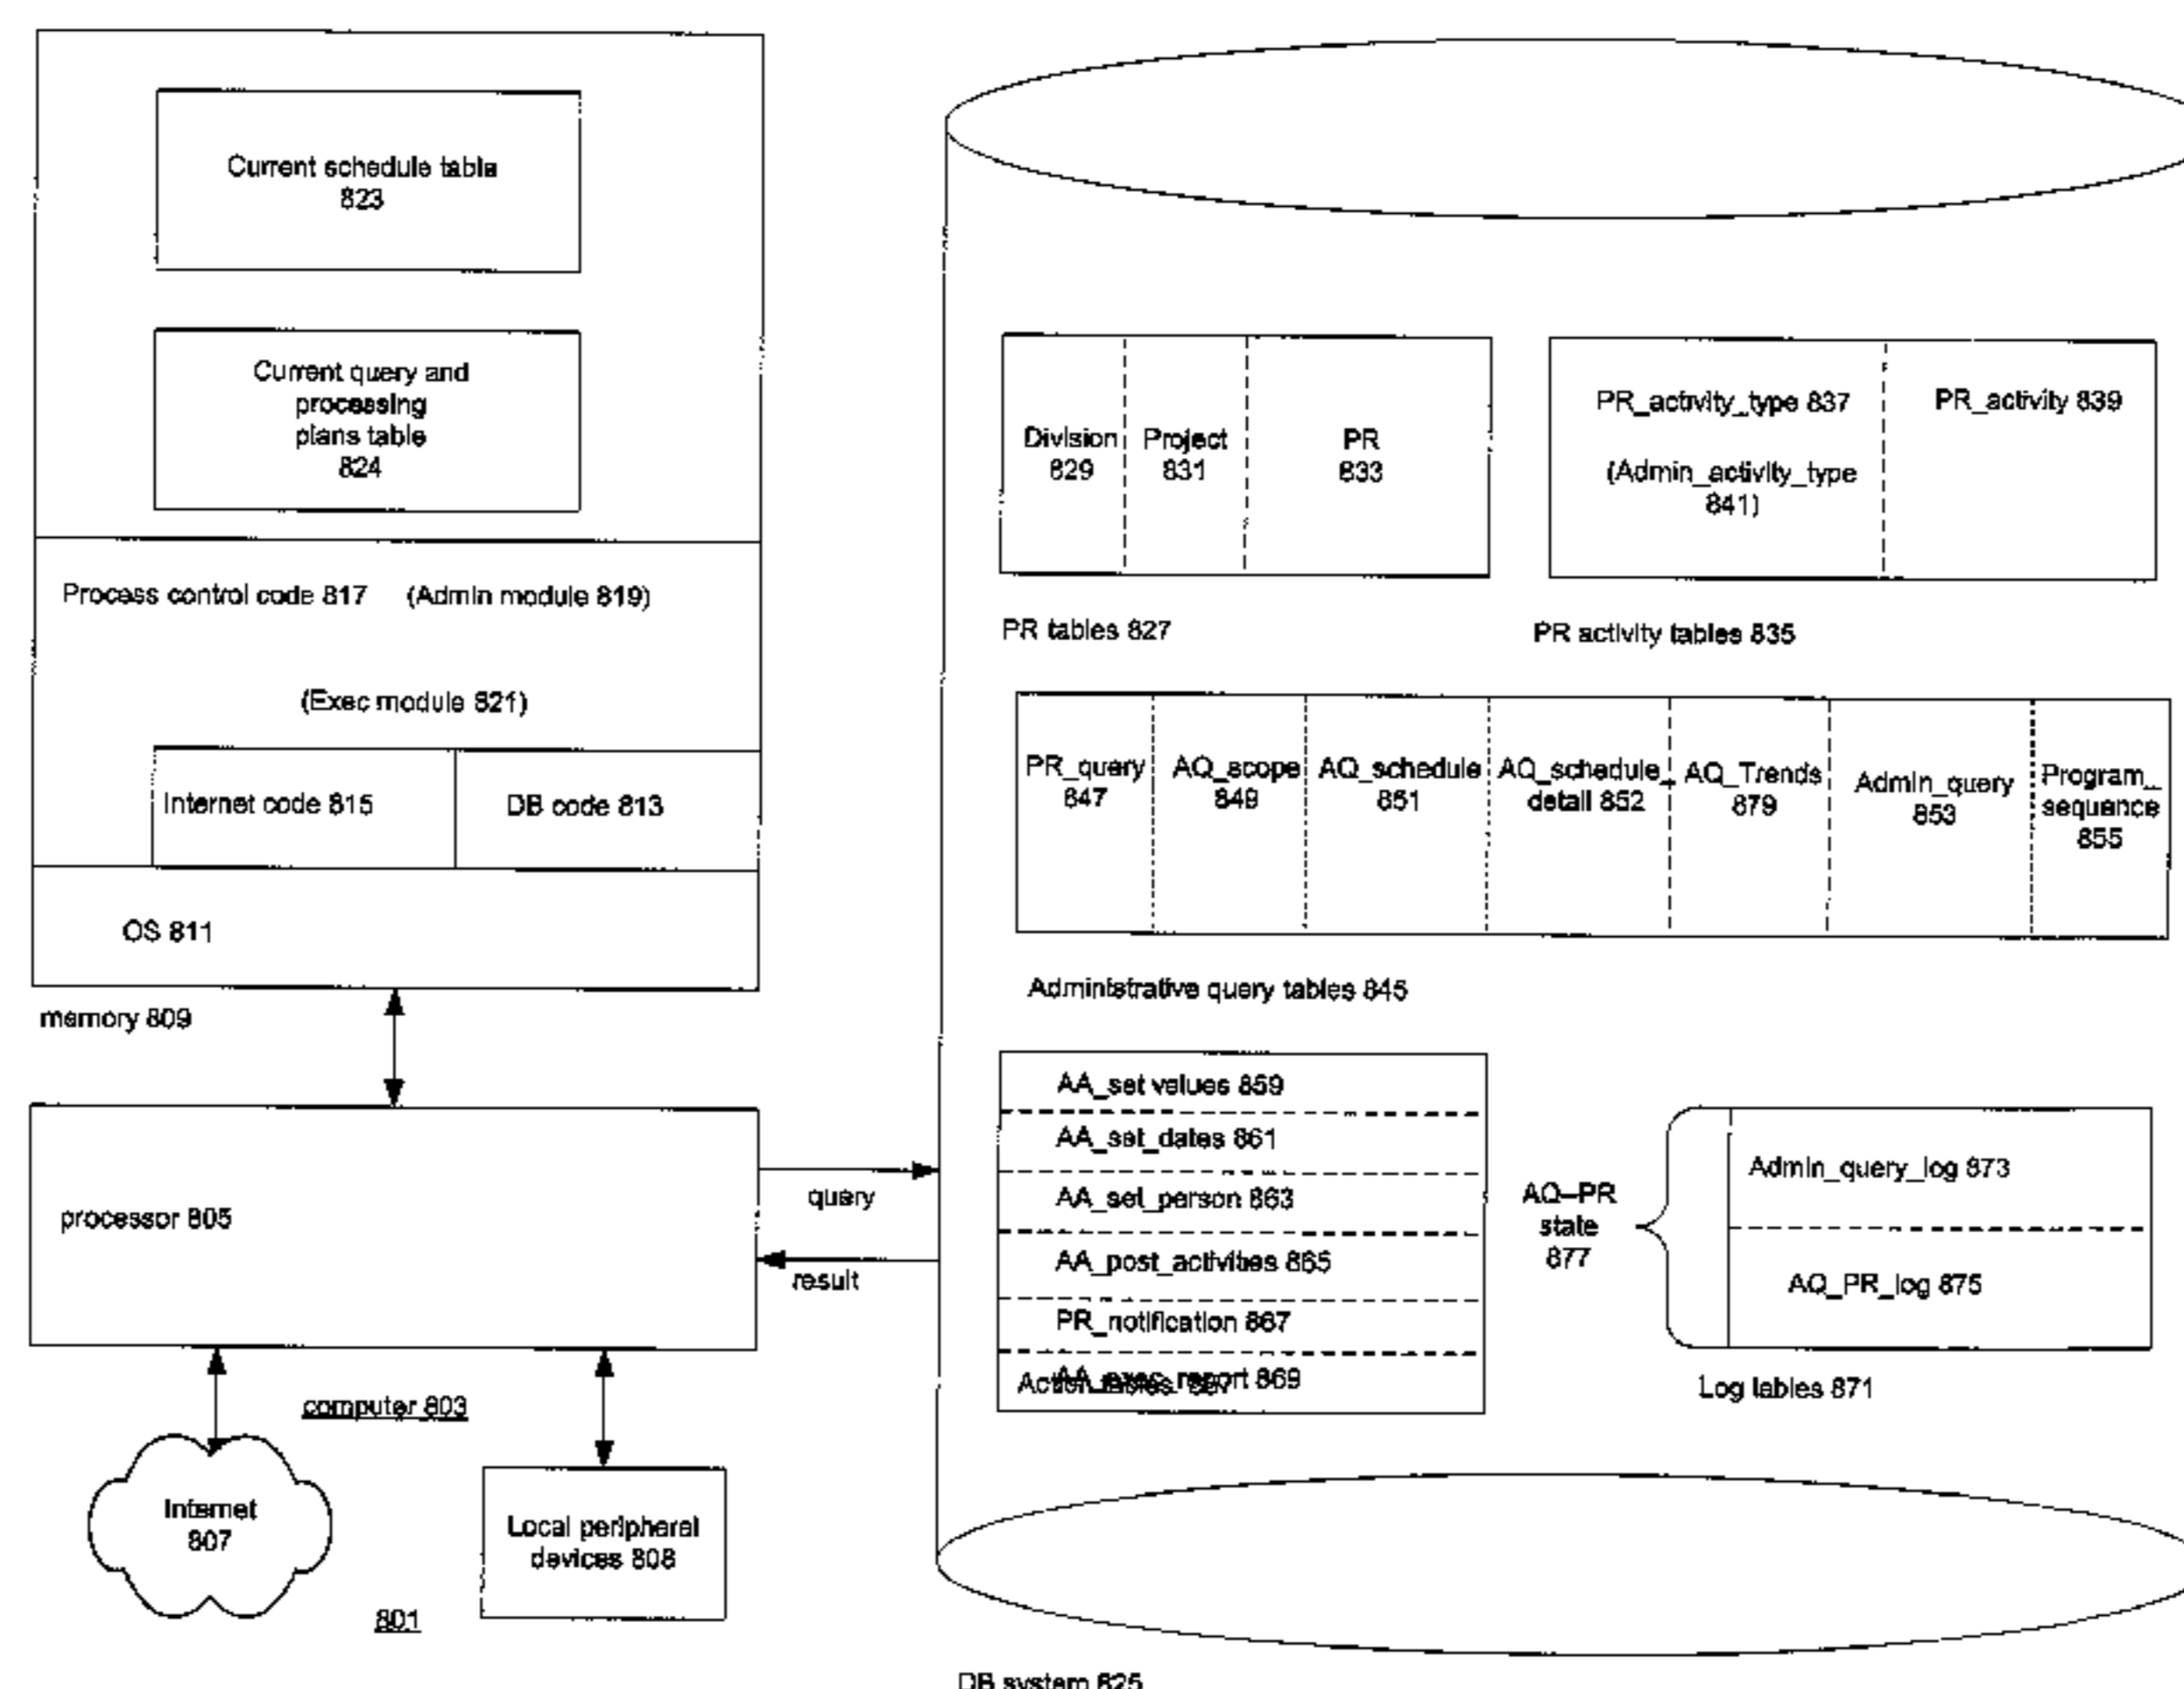 Current schedule table
823
Current query and
processing
plans table
824
Process control code 817 (Admin module 819)
(Exec module 821)
Internet code 815
DB code 813
OS 811
memory 809
processor 805
query
result
computer 803
Internet
807
Local peripheral
devices 808
801
Division
829
Project
831
PR
833
PR tables 827
PR_activity_type 837
(Admin_activity_type
841)
PR_activity 839
PR activity tables 835
PR_query
847
AQ_scope
849
AQ_schedule
851
AQ_schedule_
detail 852
AQ_Trends
879
Admin_query
853
Program_
sequence
855
Administrative query tables 845
AA_set values 859
AA_set_dates 861
AA_set_person 863
AA_post_activities 865
PR_notification 867
AA_exec_report 869
Action tables
AQ–PR
state
877
Admin_query_log 873
AQ_PR_log 875
Log tables 871
DB system 825